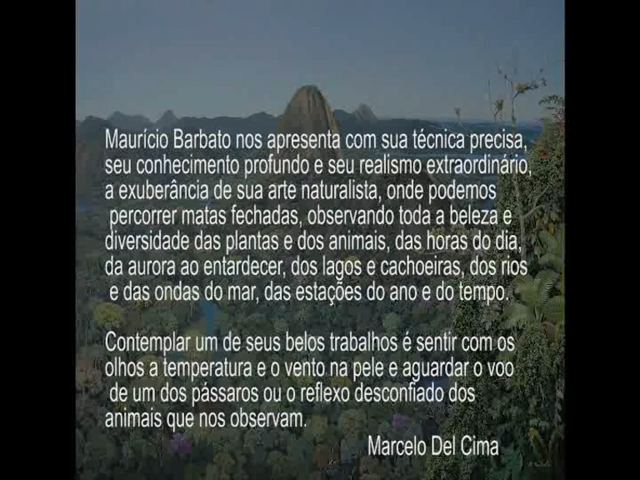 Maurício Barbato nos apresenta com sua técnica precisa,
seu conhecimento profundo e seu realismo extraordinário,
a exuberância de sua arte naturalista, onde podemos
percorrer matas fechadas, observando toda a beleza e
diversidade das plantas e dos animais, das horas do dia,
da aurora ao entardecer, dos lagos e cachoeiras, dos rios
e das ondas do mar, das estações do ano e do tempo.
Contemplar um de seus belos trabalhos é sentir com os
olhos a temperatura e o vento na pele e aguardar o voo
de um dos pássaros ou o reflexo desconfiado dos
animais que nos observam.
Marcelo Del Cima